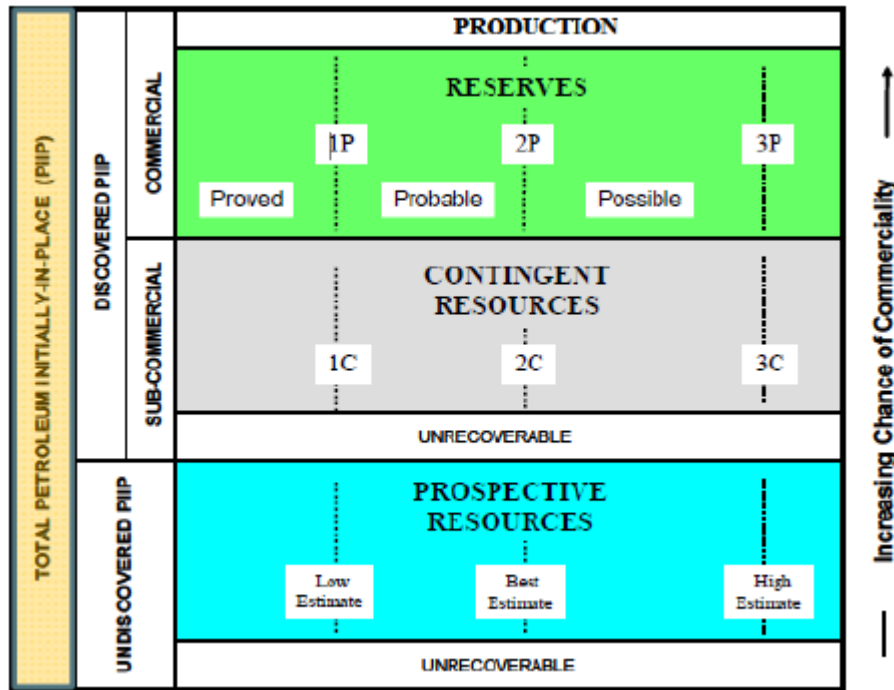 TOTAL PETROLEUM INITIALLY-IN-PLACE (PIIP)
DISCOVERED PIIP
UNDISCOVERED PIIP
COMMERCIAL
SUB-COMMERCIAL
PRODUCTION
RESERVES
1P 2P 3P
Proved Probable Possible
CONTINGENT
RESOURCES
1C 2C 3C
UNRECOVERABLE
PROSPECTIVE
RESOURCES
Low Best High
Estimate Estimate Estimate
UNRECOVERABLE
Increasing Chance of Commerciality